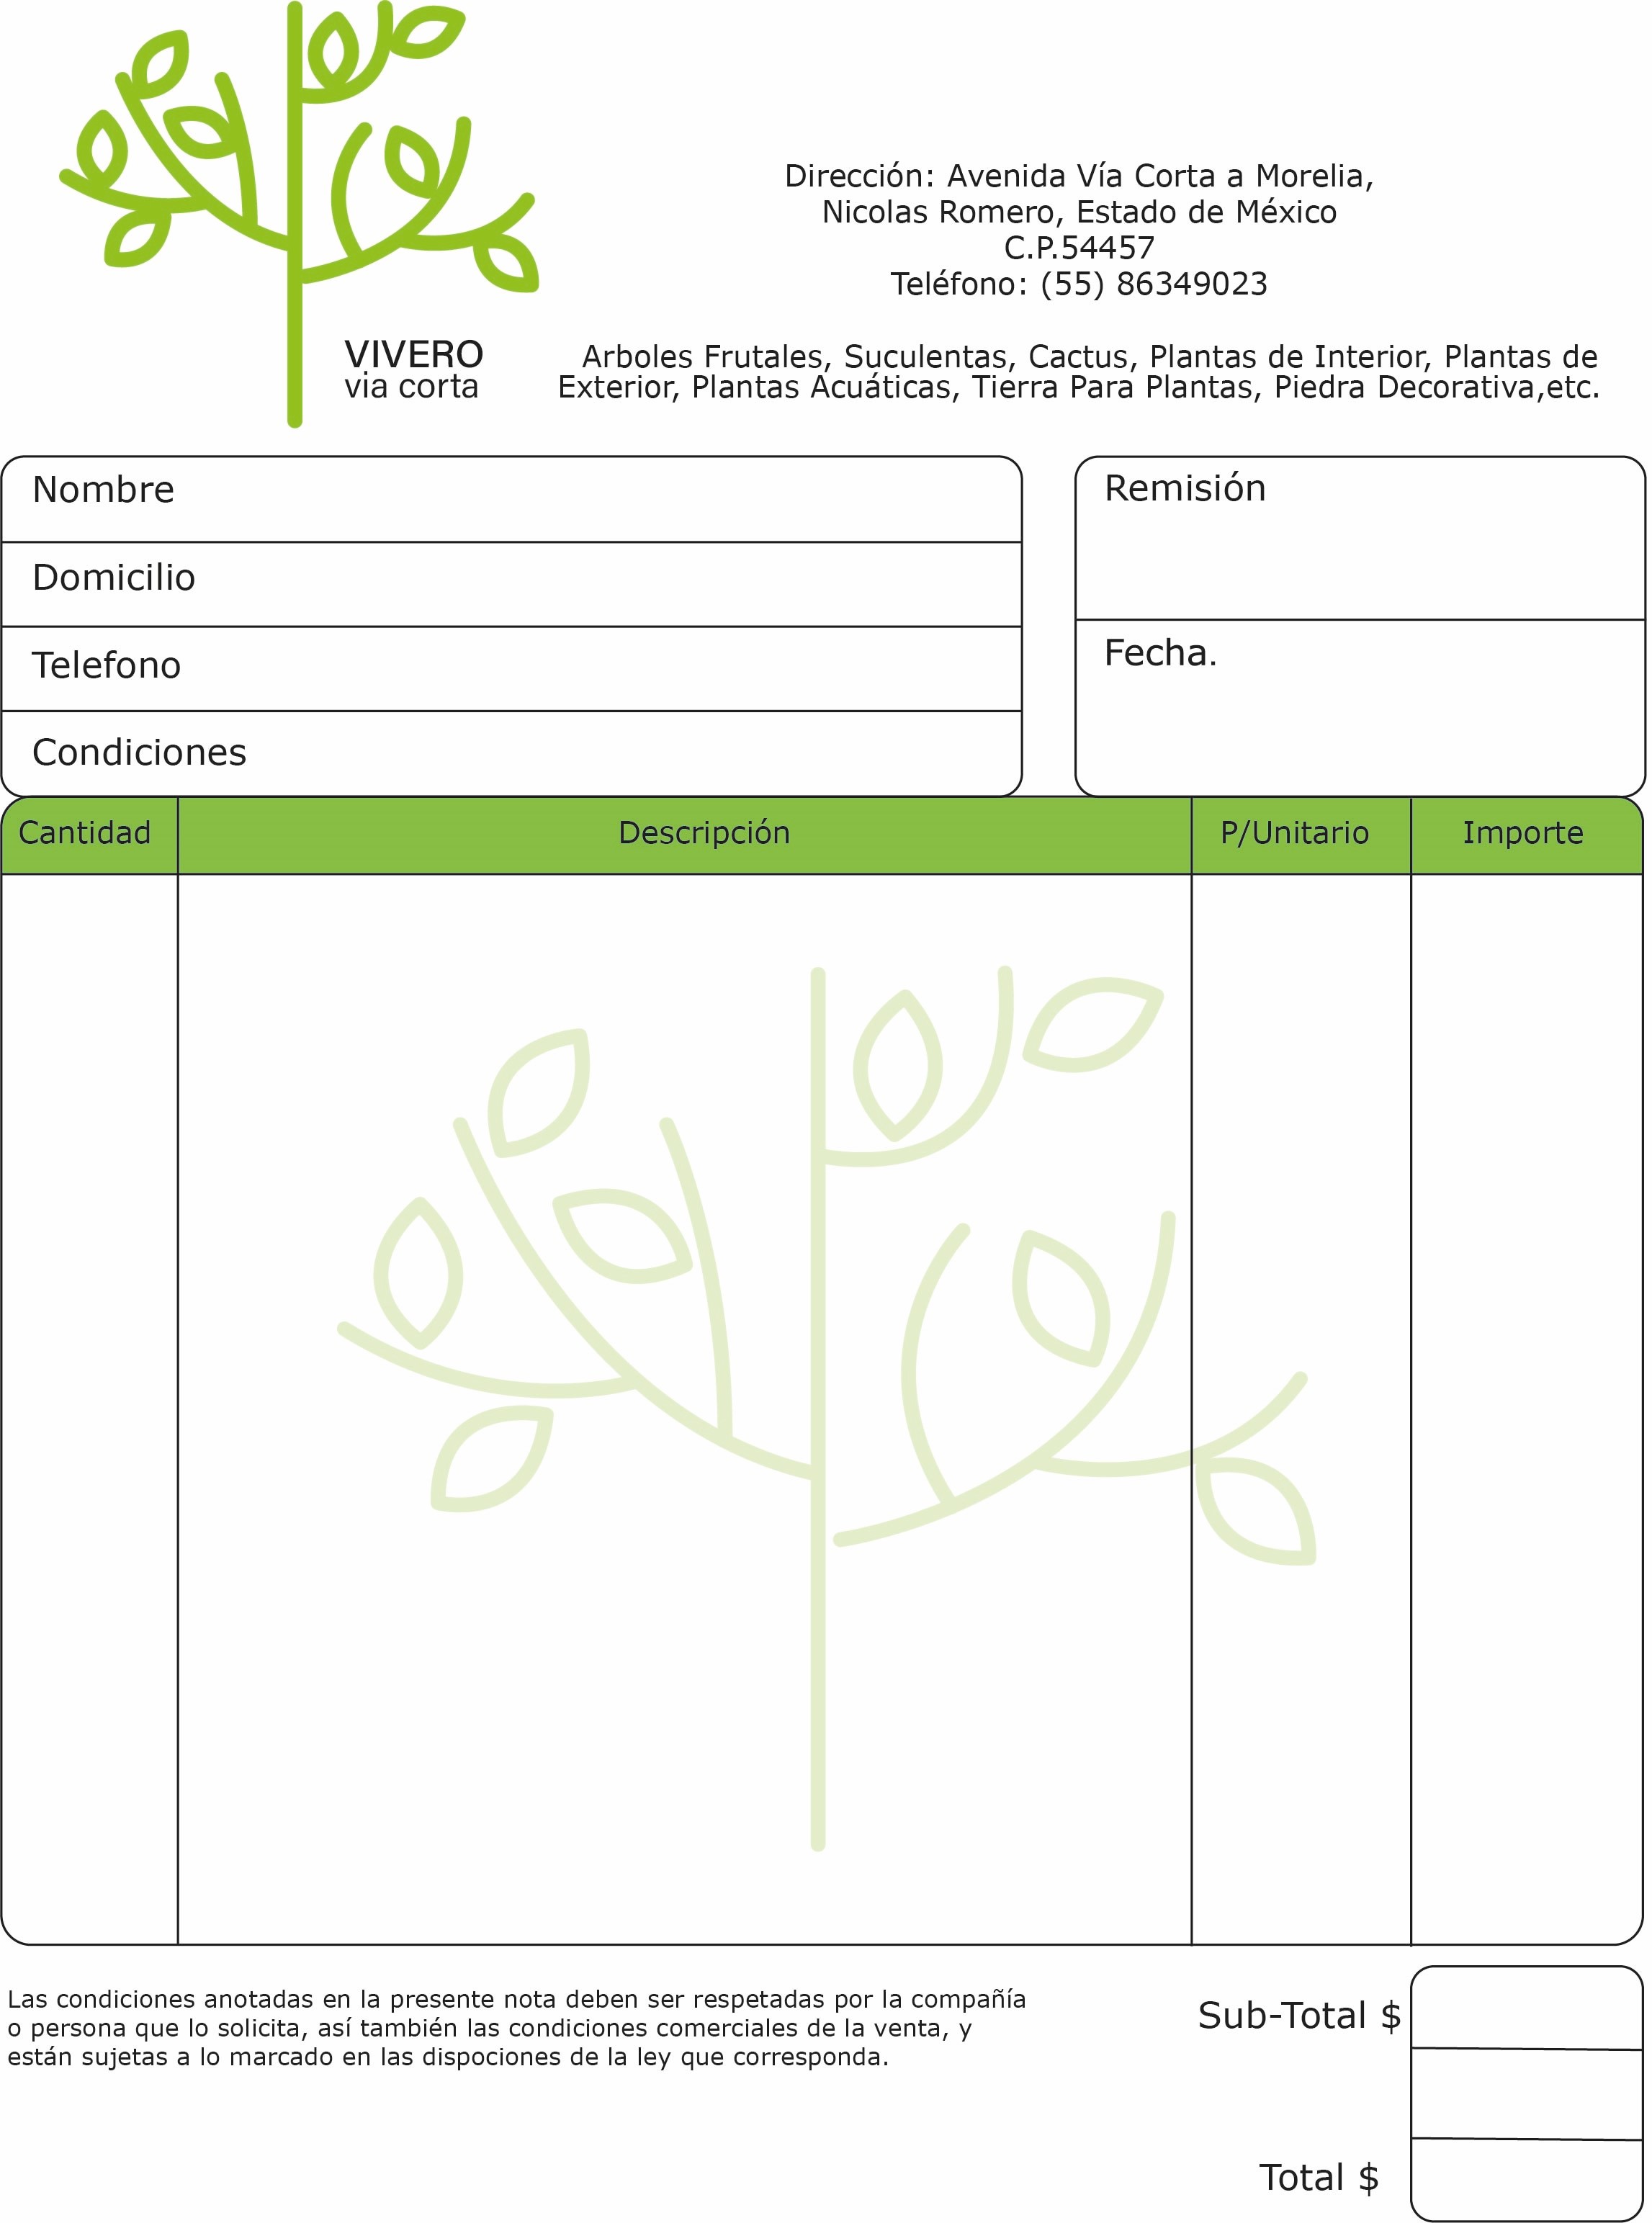 Dirección: Avenida Vía Corta a Morelia,
Nicolas Romero, Estado de México
C.P.54457
Teléfono: (55) 86349023
VIVERO
via corta
Arboles Frutales, Suculentas, Cactus, Plantas de Interior, Plantas de
Exterior, Plantas Acuáticas, Tierra Para Plantas, Piedra Decorativa,etc.
Nombre
Domicilio
Telefono
Condiciones
Remisión
Fecha.
Cantidad
Descripción
P/Unitario
Importe
Las condiciones anotadas en la presente nota deben ser respetadas por la compañía
o persona que lo solicita, así también las condiciones comerciales de la venta, y
están sujetas a lo marcado en las dispociones de la ley que corresponda.
Sub-Total $
Total $